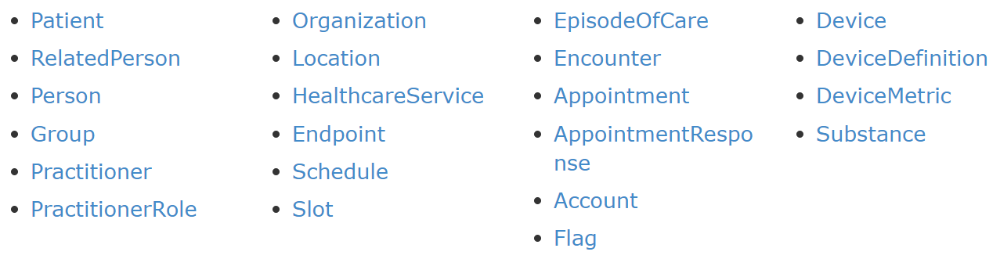 Patient
RelatedPerson
Person
Group
Practitioner
PractitionerRole
Organization
Location
HealthcareService
Endpoint
Schedule
Slot
EpisodeOfCare
Encounter
Appointment
AppointmentRespo
nse
Account
Flag
Device
DeviceDefinition
DeviceMetric
Substance